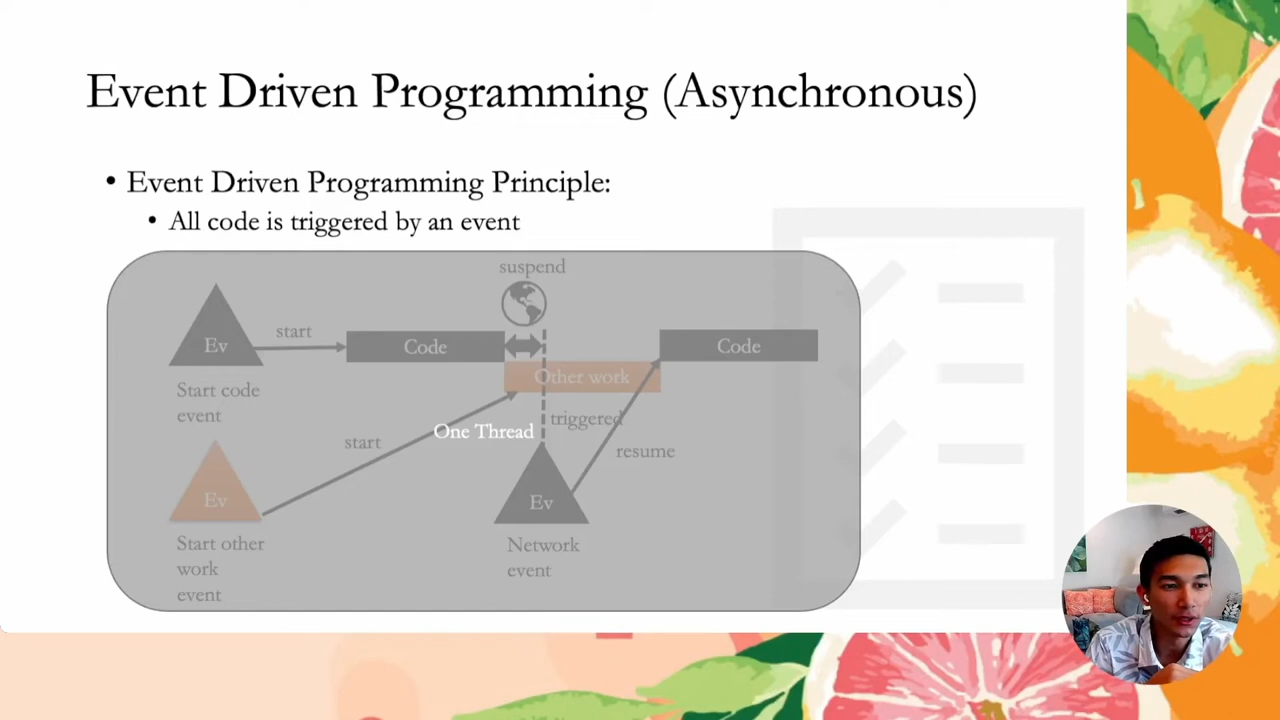 Event Driven Programming (Asynchronous)
• Event Driven Programming Principle:
• All code is triggered by an event
suspend
Ev
start
Code
Code
Start code
event
Other work
start
One Thread
triggered
resume
Ev
Start other
work
event
Ev
Network
event